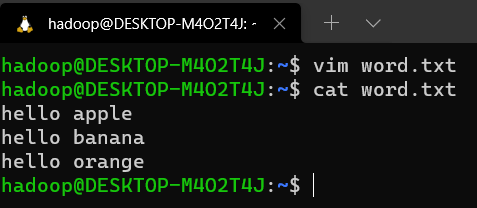 hadoop@DESKTOP-M4O2T4J: ~
hadoop@DESKTOP-M4O2T4J:~$ vim word.txt
hadoop@DESKTOP-M4O2T4J:~$ cat word.txt
hello apple
hello banana
hello orange
hadoop@DESKTOP-M4O2T4J:~$